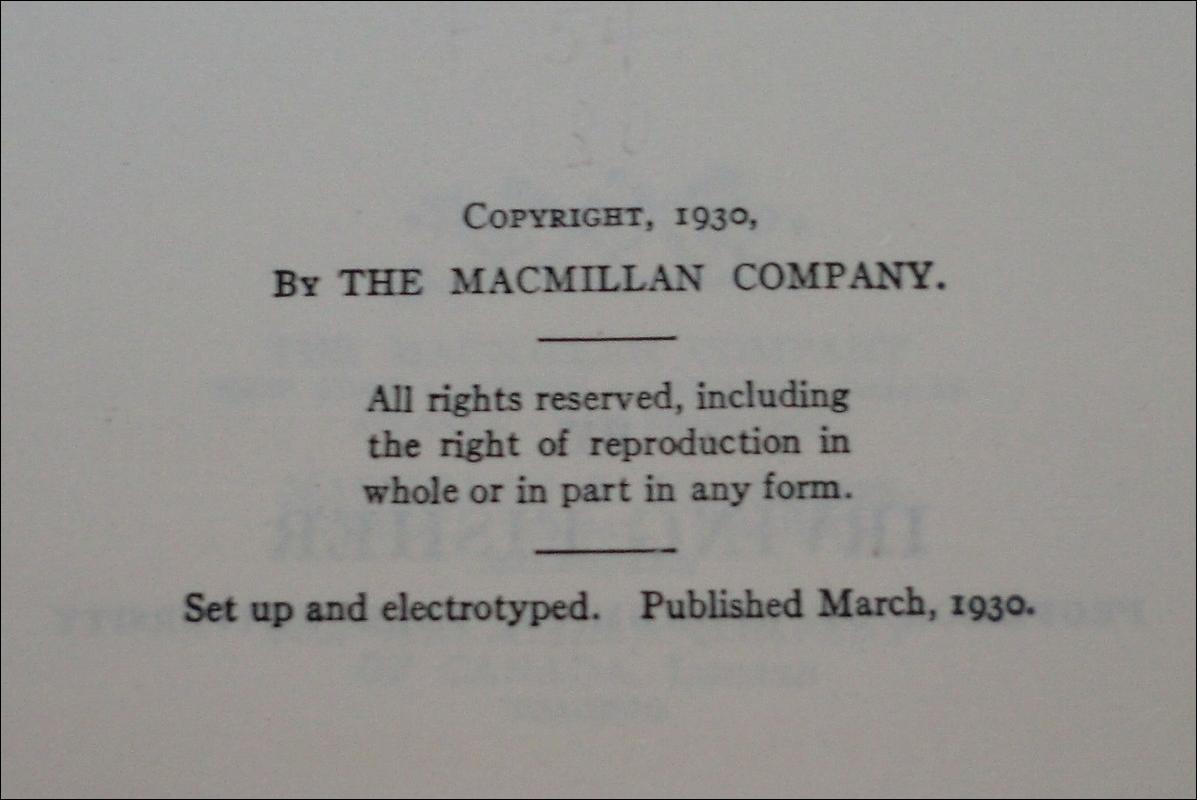 COPYRIGHT, 1930,
BY THE MACMILLAN COMPANY.
All rights reserved, including
the right of reproduction in
whole or in part in any form.
Set up and electrotyped. Published March, 1930.